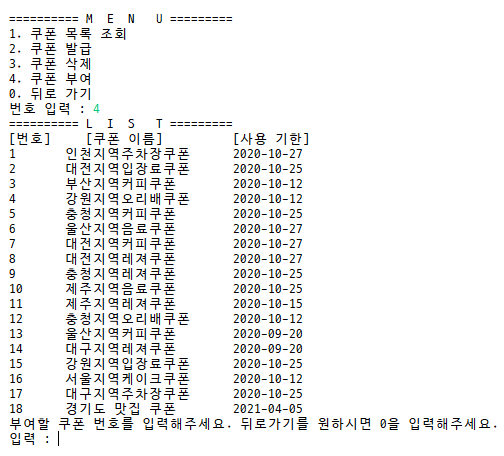 ========== M E N U =========
1. 쿠폰 목록 조회
2. 쿠폰 발급
3. 쿠폰 삭제
4. 쿠폰 부여
0. 뒤로 가기
번호 입력 : 4
========== L I S T =========
[번호] [쿠폰 이름] [사용 기한]
1 인천지역주차장쿠폰 2020-10-27
2 대전지역입장료쿠폰 2020-10-25
3 부산지역커피쿠폰 2020-10-12
4 강원지역오리배쿠폰 2020-10-12
5 충청지역커피쿠폰 2020-10-25
6 울산지역음료쿠폰 2020-10-27
7 대전지역커피쿠폰 2020-10-27
8 대전지역레져쿠폰 2020-10-27
9 충청지역레져쿠폰 2020-10-25
10 제주지역음료쿠폰 2020-10-25
11 제주지역레져쿠폰 2020-10-15
12 충청지역오리배쿠폰 2020-10-12
13 울산지역커피쿠폰 2020-09-20
14 대구지역레져쿠폰 2020-09-20
15 강원지역입장료쿠폰 2020-10-25
16 서울지역케이크쿠폰 2020-10-12
17 대구지역주차장쿠폰 2020-10-25
18 경기도 맛집 쿠폰 2021-04-05
부여할 쿠폰 번호를 입력해주세요. 뒤로가기를 원하시면 0을 입력해주세요.
입력 :